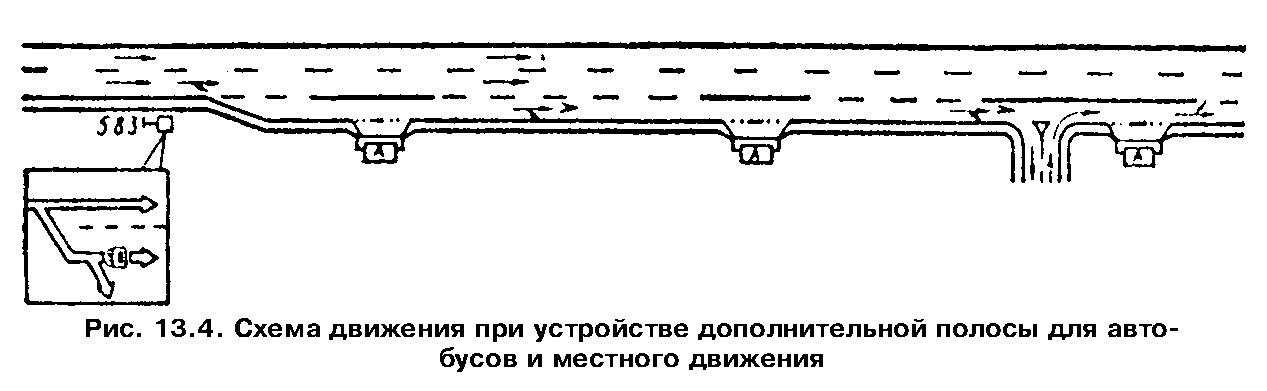 583
А А А
Рис. 13.4. Схема движения при устройстве дополнительной полосы для авто-
бусов и местного движения